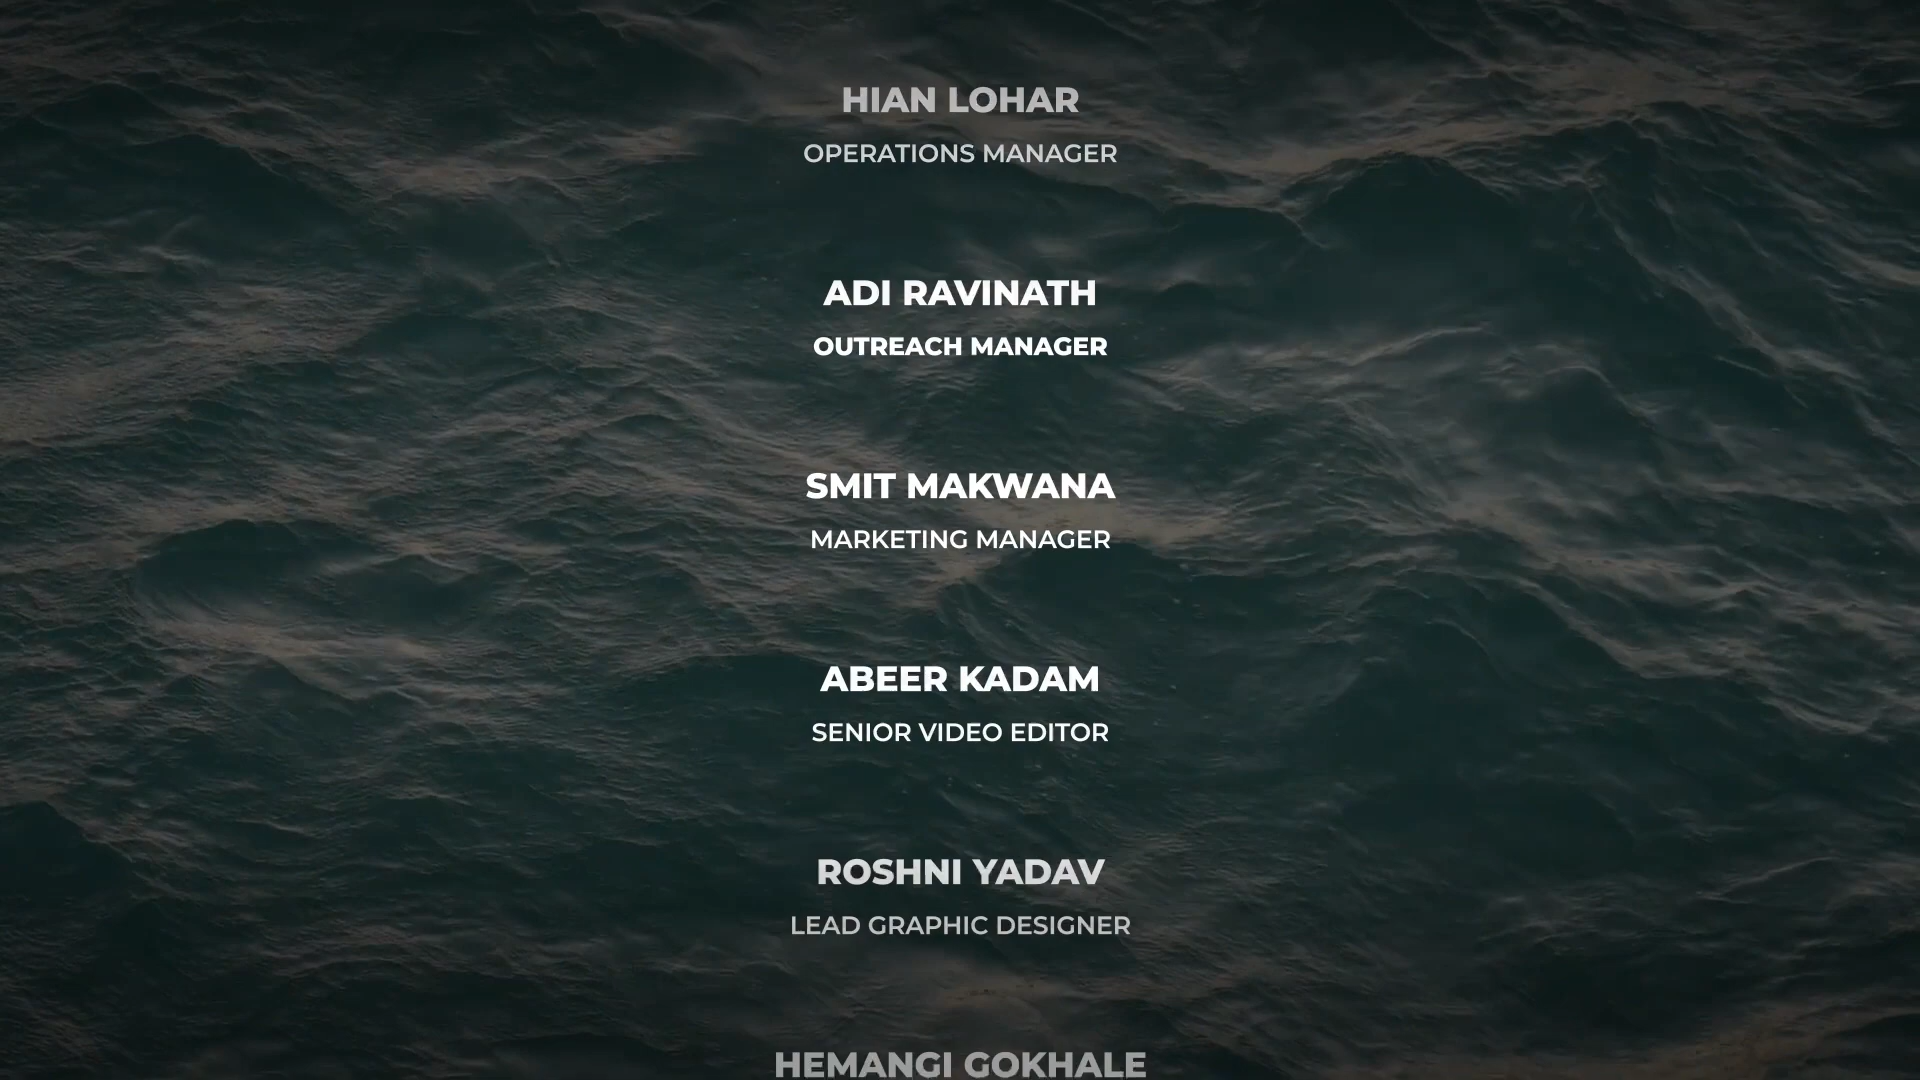 HIAN LOHAR
OPERATIONS MANAGER
ADI RAVINATH
OUTREACH MANAGER
SMIT MAKWANA
MARKETING MANAGER
ABEER KADAM
SENIOR VIDEO EDITOR
ROSHNI YADAV
LEAD GRAPHIC DESIGNER
HEMANGI GOKHALE